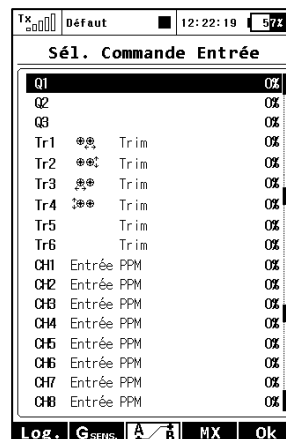 Tx Défaut 12:22:19 57%
Sél. Commande Entrée
Q1 0%
Q2 0%
Q3 0%
Tr1 Trim 0%
Tr2 Trim 0%
Tr3 Trim 0%
Tr4 Trim 0%
Tr5 Trim 0%
Tr6 Trim 0%
CH1 Entrée PPM 0%
CH2 Entrée PPM 0%
CH3 Entrée PPM 0%
CH4 Entrée PPM 0%
CH5 Entrée PPM 0%
CH6 Entrée PPM 0%
CH7 Entrée PPM 0%
CH8 Entrée PPM 0%
Log. GSENS. A B MX Ok